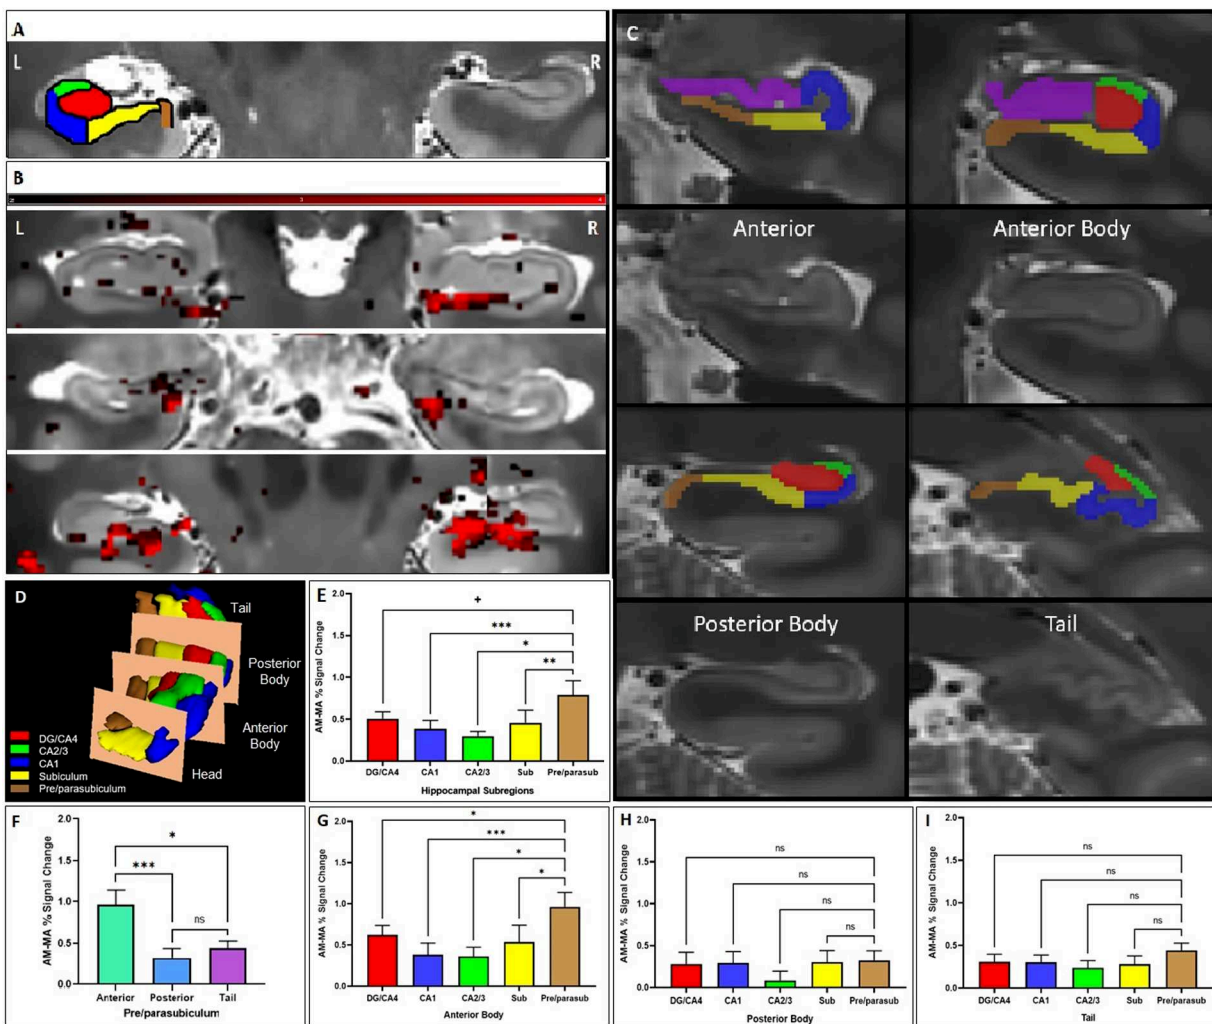 A
L
R
B
3
4
L
R
C
Anterior
Anterior Body
Posterior Body
Tail
D
Tail
Posterior
Body
Anterior
Body
Head
DG/CA4
CA2/3
CA1
Subiculum
Pre/parasubiculum
E
AM-MA % Signal Change
2.0
1.5
1.0
0.5
0.0
+
***
*
**
DG/CA4 CA1 CA2/3 Sub Pre/parasub
Hippocampal Subregions
F
AM-MA % Signal Change
2.0
1.5
1.0
0.5
0.0
*
***
ns
Anterior Posterior Tail
Pre/parasubiculum
G
AM-MA % Signal Change
2.0
1.5
1.0
0.5
0.0
*
***
*
*
DG/CA4 CA1 CA2/3 Sub Pre/parasub
Anterior Body
H
AM-MA % Signal Change
2.0
1.5
1.0
0.5
0.0
ns
ns
ns
ns
DG/CA4 CA1 CA2/3 Sub Pre/parasub
Posterior Body
I
AM-MA % Signal Change
2.0
1.5
1.0
0.5
0.0
ns
ns
ns
ns
DG/CA4 CA1 CA2/3 Sub Pre/parasub
Tail